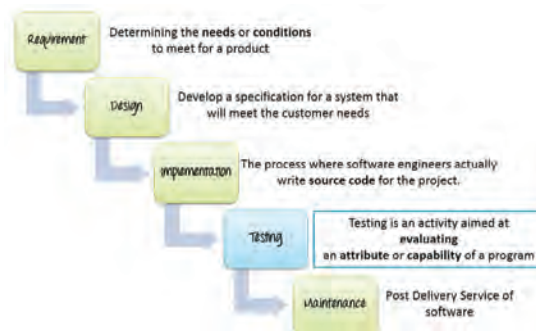 Requirement
Determining the needs or conditions
to meet for a product
Design
Develop a specification for a system that
will meet the customer needs
Implementation
The process where software engineers actually
write source code for the project.
Testing
Testing is an activity aimed at
evaluating
an attribute or capability of a program
Maintenance
Post Delivery Service of
software